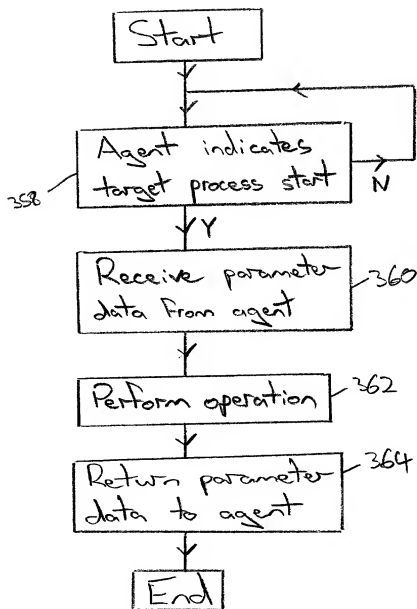 Start
Agent indicates
target process start
358
N
Y
Receive parameter
data from agent
360
Perform operation
362
Return parameter
data to agent
364
End